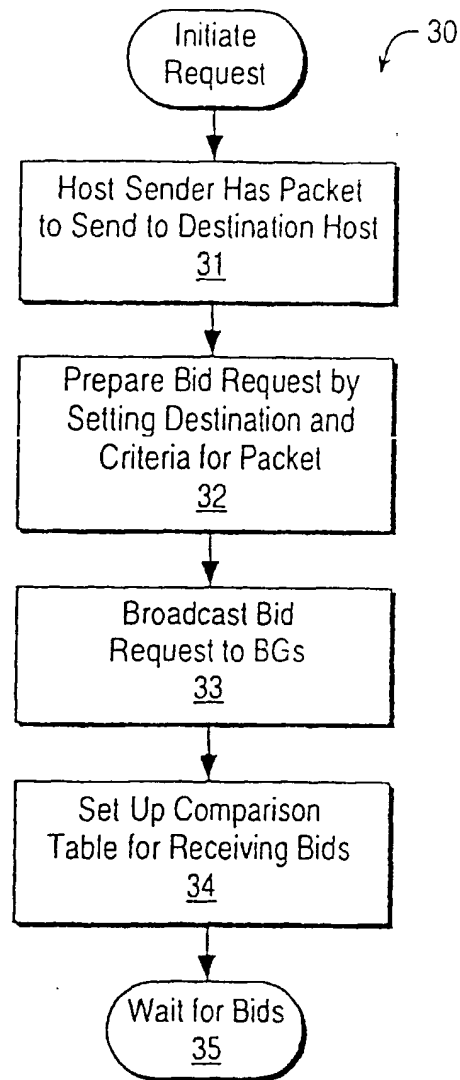 Initiate
Request
30
Host Sender Has Packet
to Send to Destination Host
31
Prepare Bid Request by
Setting Destination and
Criteria for Packet
32
Broadcast Bid
Request to BGs
33
Set Up Comparison
Table for Receiving Bids
34
Wait for Bids
35